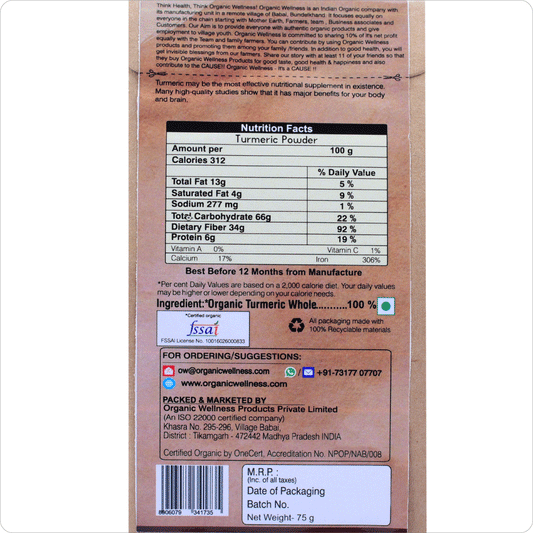 Think Health, Think Organic Wellness! Organic Wellness is an Indian Organic company with
its manufacturing unit in a remote village of Babai, Bundelkhand. It focuses equally on
everyone in the chain starting with Mother Earth, Farmers, team , Business associates and
Customers. Our Aim is to provide everyone with authentic organic products and give
employment to village youth. Organic Wellness is committed to sharing 10% of its net profit
equally with the Team and family farmers. You can contribute by using Organic Wellness
products and promoting them among your family /friends. In addition to good health, you will
get invisible blessings from our farmers. Share our story with at least 11 of your friends so that
they buy Organic Wellness Products for good taste, good health & happiness and also
contribute to the CAUSE!! Organic Wellness - its a CAUSE !!
Turmeric may be the most effective nutritional supplement in existence.
Many high-quality studies show that it has major benefits for your body
and brain.
Nutrition Facts
Turmeric Powder
Amount per 100 g
Calories 312
% Daily Value
Total Fat 13g 5 %
Saturated Fat 4g 9 %
Sodium 277 mg 1 %
Total Carbohydrate 66g 22 %
Dietary Fiber 34g 92 %
Protein 6g 19 %
Vitamin A 0% Vitamin C 1%
Calcium 17% Iron 306%
Best Before 12 Months from Manufacture
*Per cent Daily Values are based on a 2,000 calorie diet. Your daily values
may be higher or lower depending on your calorie needs.
Ingredient:*Organic Turmeric Whole..........100 %
*Certified organic
fssai
FSSAI License No. 10016026000833
All packaging made with
100% Recyclable materials
FOR ORDERING/SUGGESTIONS:
ow@organicwellness.com / +91-73177 07707
www.organicwellness.com
PACKED & MARKETED BY
Organic Wellness Products Private Limited
(An ISO 22000 certified company)
Khasra No. 295-296, Village Babai,
District : Tikamgarh - 472442 Madhya Pradesh INDIA
Certified Organic by OneCert, Accreditation No. NPOP/NAB/008
8906079 341735
M.R.P. :
(Inc. of all taxes)
Date of Packaging
Batch No.
Net Weight- 75 g